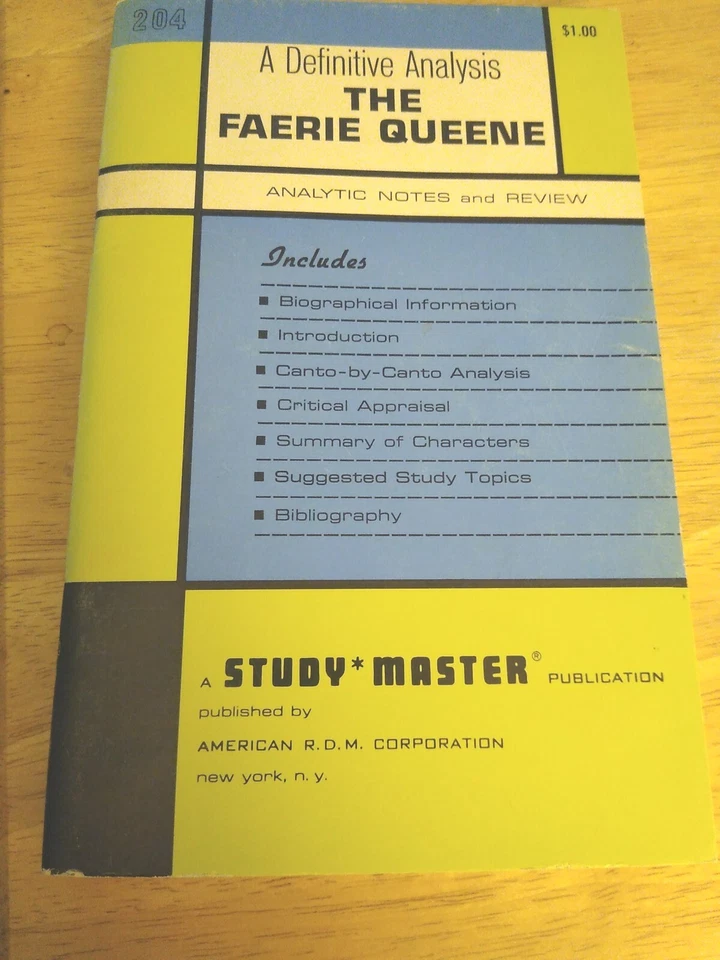 204
$1.00
A Definitive Analysis
THE
FAERIE QUEENE
ANALYTIC NOTES and REVIEW
Includes
■ Biographical Information
■ Introduction
■ Canto-by-Canto Analysis
■ Critical Appraisal
■ Summary of Characters
■ Suggested Study Topics
■ Bibliography
A STUDY*MASTER® PUBLICATION
published by
AMERICAN R.D.M. CORPORATION
new york, n.y.